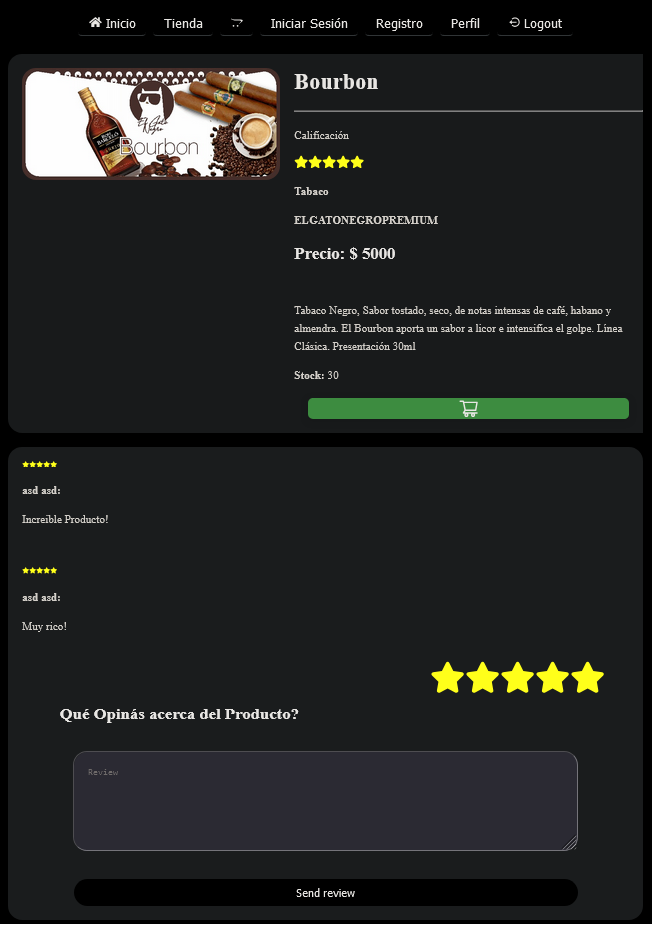 Inicio Tienda Iniciar Sesión Registro Perfil Logout
El Gato
Negro
Bourbon
Bourbon
Calificación
Tabaco
ELGATONEGROPREMIUM
Precio: $ 5000
Tabaco Negro, Sabor tostado, seco, de notas intensas de café, habano y
almendra. El Bourbon aporta un sabor a licor e intensifica el golpe. Línea
Clásica. Presentación 30ml
Stock: 30
asd asd:
Increible Producto!
asd asd:
Muy rico!
Qué Opinás acerca del Producto?
Review
Send review